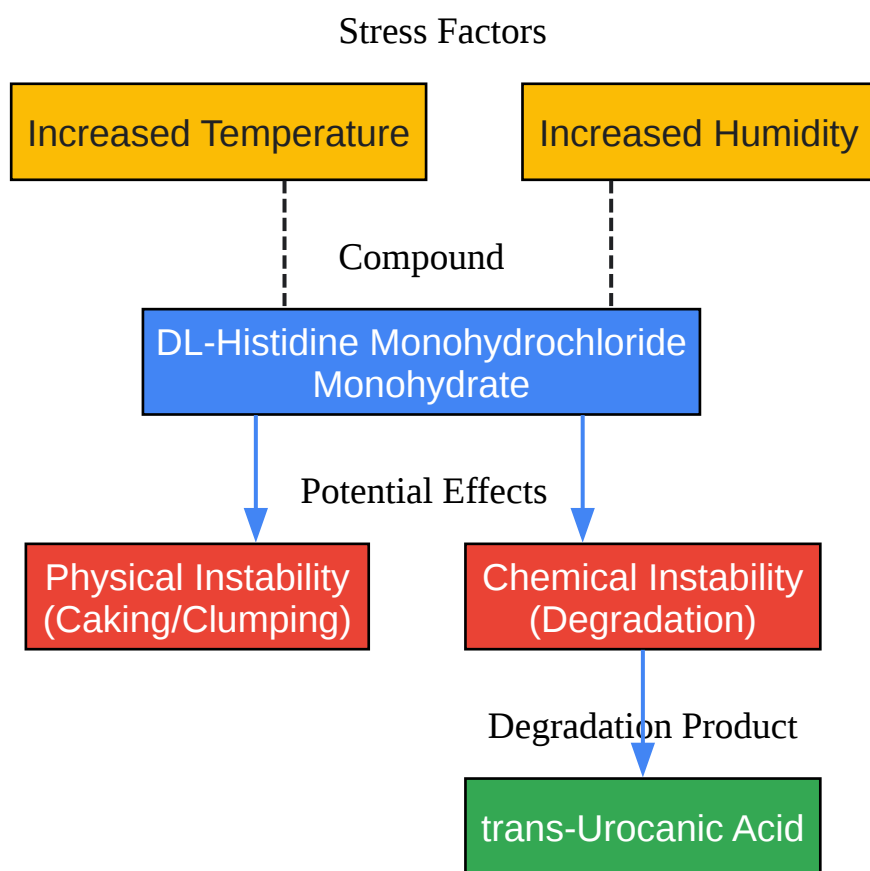 Stress Factors
Increased Temperature
Increased Humidity
Compound
DL-Histidine Monohydrochloride
Monohydrate
Potential Effects
Physical Instability
(Caking/Clumping)
Chemical Instability
(Degradation)
Degradation Product
trans-Urocanic Acid